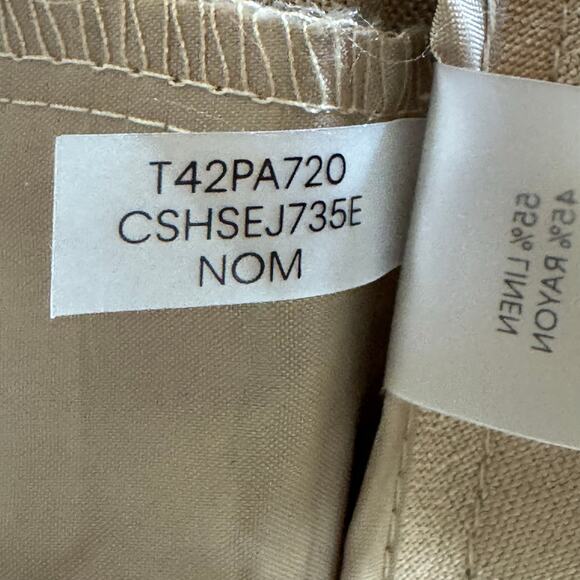 T42PA720
CSHSEJ735E
NOM
55% LINEN
45% RAYON